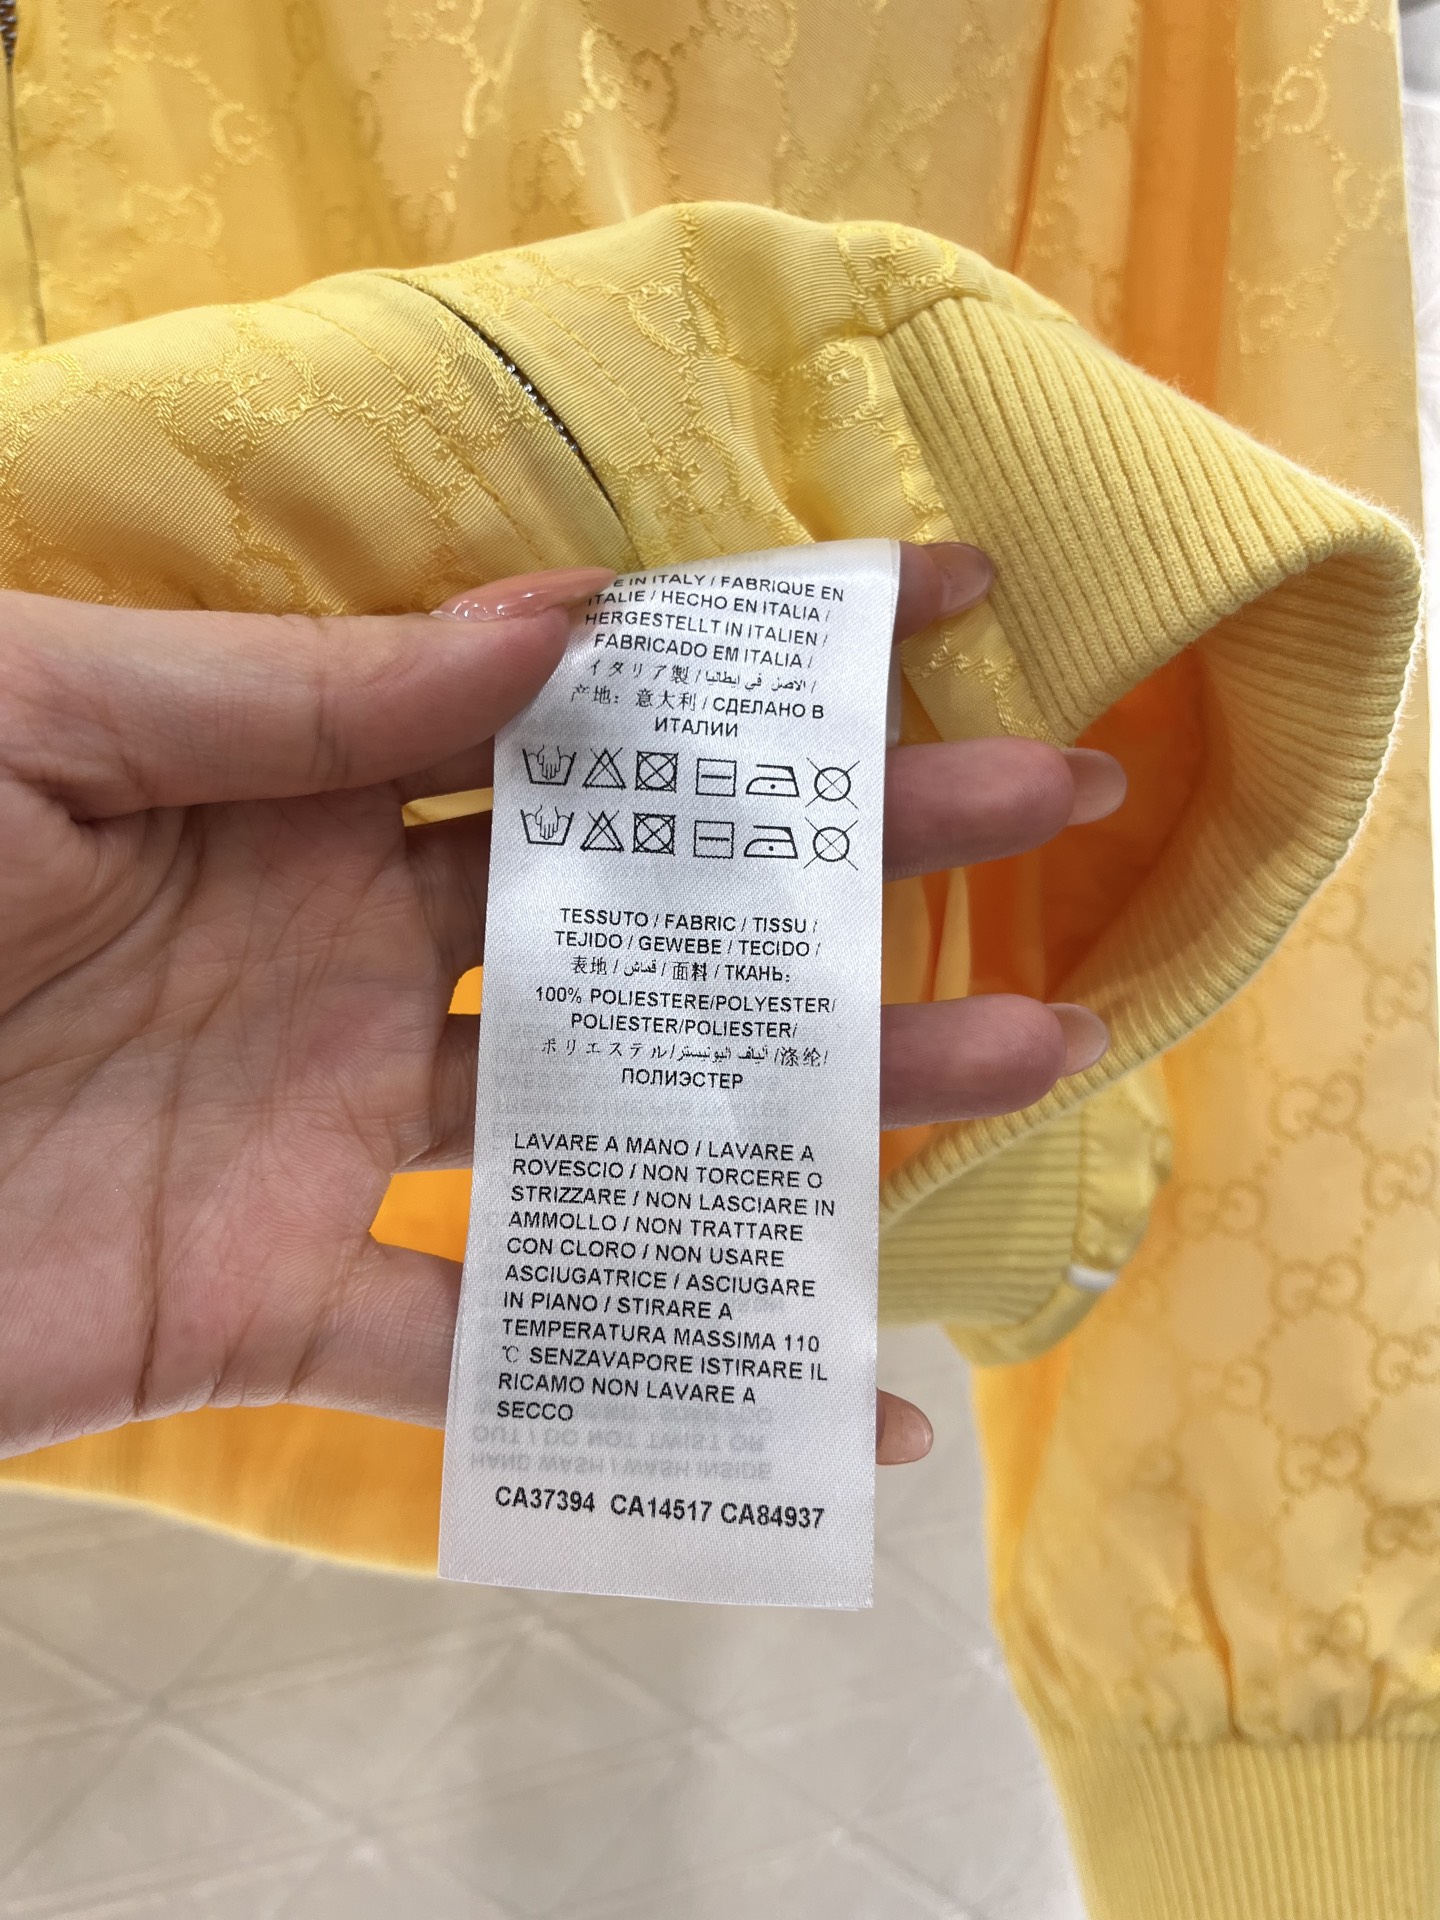 IN ITALY / FABRIQUE EN
ITALIE / HECHO EN ITALIA /
HERGESTELLT IN ITALIEN /
FABRICADO EM ITALIA /
イタリア製 / الاصل في إيطاليا /
产地：意大利 / СДЕЛАНО В
ИТАЛИИ
TESSUTO / FABRIC / TISSU /
TEJIDO / GEWEBE / TECIDO /
表地 / قماش / 面料 / ТКАНЬ:
100% POLIESTERE/POLYESTER/
POLIESTER/POLIESTER/
ポリエステル/الياف البوليستر/涤纶/
ПОЛИЭСТЕР
LAVARE A MANO / LAVARE A
ROVESCIO / NON TORCERE O
STRIZZARE / NON LASCIARE IN
AMMOLLO / NON TRATTARE
CON CLORO / NON USARE
ASCIUGATRICE / ASCIUGARE
IN PIANO / STIRARE A
TEMPERATURA MASSIMA 110
℃ SENZAVAPORE ISTIRARE IL
RICAMO NON LAVARE A
SECCO
CA37394 CA14517 CA84937